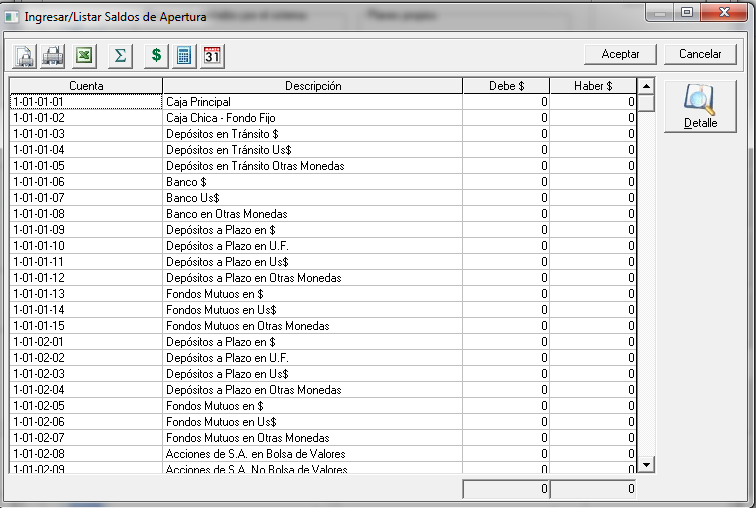 Ingresar/Listar Saldos de Apertura
Σ $ 31 Aceptar Cancelar
Cuenta Descripción Debe $ Haber $
1-01-01-01 Caja Principal 0 0
1-01-01-02 Caja Chica - Fondo Fijo 0 0
1-01-01-03 Depósitos en Tránsito $ 0 0
1-01-01-04 Depósitos en Tránsito Us$ 0 0
1-01-01-05 Depósitos en Tránsito Otras Monedas 0 0
1-01-01-06 Banco $ 0 0
1-01-01-07 Banco Us$ 0 0
1-01-01-08 Banco en Otras Monedas 0 0
1-01-01-09 Depósitos a Plazo en $ 0 0
1-01-01-10 Depósitos a Plazo en U.F. 0 0
1-01-01-11 Depósitos a Plazo en Us$ 0 0
1-01-01-12 Depósitos a Plazo en Otras Monedas 0 0
1-01-01-13 Fondos Mutuos en $ 0 0
1-01-01-14 Fondos Mutuos en Us$ 0 0
1-01-01-15 Fondos Mutuos en Otras Monedas 0 0
1-01-02-01 Depósitos a Plazo en $ 0 0
1-01-02-02 Depósitos a Plazo en U.F. 0 0
1-01-02-03 Depósitos a Plazo en Us$ 0 0
1-01-02-04 Depósitos a Plazo en Otras Monedas 0 0
1-01-02-05 Fondos Mutuos en $ 0 0
1-01-02-06 Fondos Mutuos en Us$ 0 0
1-01-02-07 Fondos Mutuos en Otras Monedas 0 0
1-01-02-08 Acciones de S.A. en Bolsa de Valores 0 0
1-01-02-09 Acciones de S.A. No Bolsa de Valores 0 0
0 0
Detalle